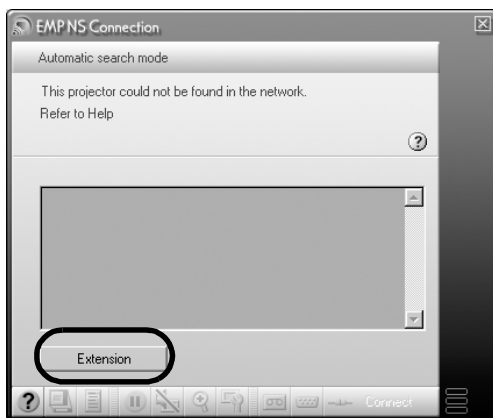 EMP NS Connection
Automatic search mode
This projector could not be found in the network.
Refer to Help
Extension
Connect